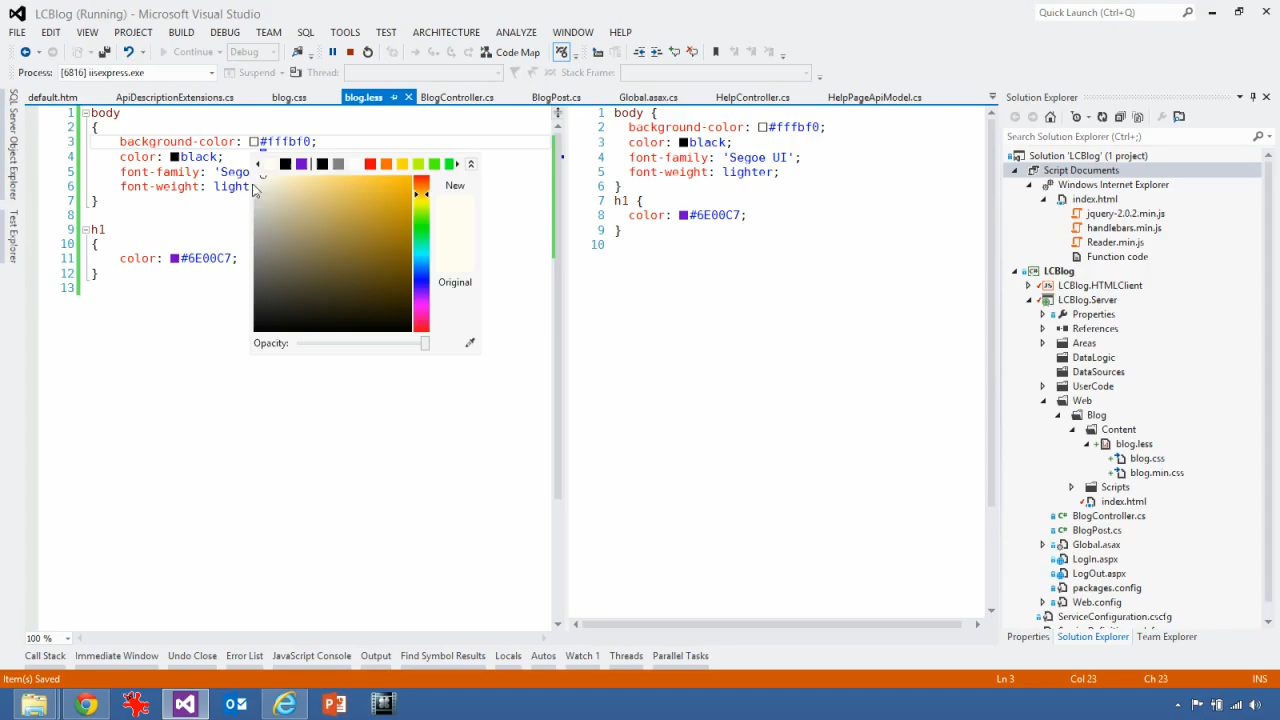 LCBlog (Running) - Microsoft Visual Studio
Quick Launch (Ctrl+Q)
FILE EDIT VIEW PROJECT BUILD DEBUG TEAM SQL TOOLS TEST ARCHITECTURE ANALYZE WINDOW HELP
Continue Debug Code Map
Process: [6816] iisexpress.exe Suspend Thread: Stack Frame:
default.htm ApiDescriptionExtensions.cs blog.css blog.less BlogController.cs BlogPost.cs Global.asax.cs HelpController.cs HelpPageApiModel.cs
SQL Server Object Explorer
Test Explorer
1 body
2 {
3 background-color: #fffbf0;
4 color: black;
5 font-family: 'Sego
6 font-weight: light
7 }
8
9 h1
10 {
11 color: #6E00C7;
12 }
13
New
Original
Opacity:
1 body {
2 background-color: #fffbf0;
3 color: black;
4 font-family: 'Segoe UI';
5 font-weight: lighter;
6 }
7 h1 {
8 color: #6E00C7;
9 }
10
Solution Explorer
Search Solution Explorer (Ctrl+;)
Solution 'LCBlog' (1 project)
Script Documents
Windows Internet Explorer
index.html
jquery-2.0.2.min.js
handlebars.min.js
Reader.min.js
Function code
LCBlog
LCBlog.HTMLClient
LCBlog.Server
Properties
References
Areas
DataLogic
DataSources
UserCode
Web
Blog
Content
blog.less
blog.css
blog.min.css
Scripts
index.html
BlogController.cs
BlogPost.cs
Global.asax
LogIn.aspx
LogOut.aspx
packages.config
Web.config
ServiceConfiguration.cscfg
Properties Solution Explorer Team Explorer
100 %
Call Stack Immediate Window Undo Close Error List JavaScript Console Output Find Symbol Results Locals Autos Watch 1 Threads Parallel Tasks
Item(s) Saved Ln 3 Col 23 Ch 23 INS